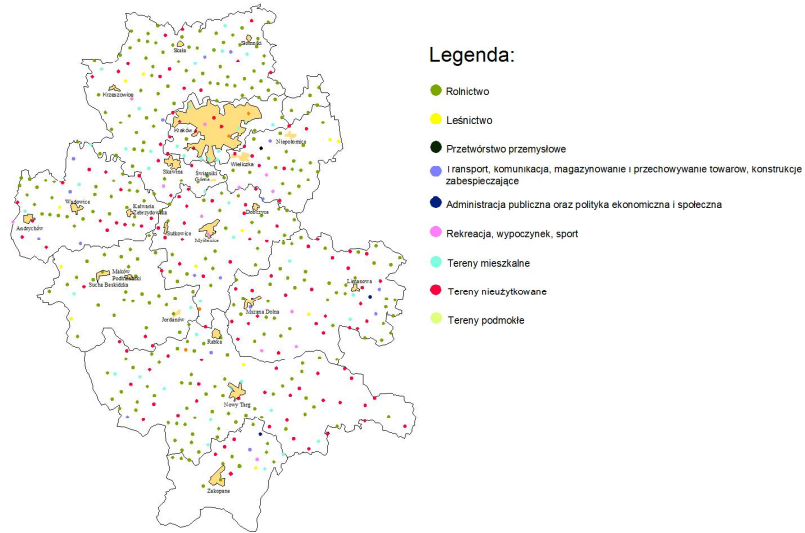 Skała
Słomniki
Krzeszowice
Kraków
Niepołomice
Skawina
Świątniki
Górne
Wieliczka
Wadowice
Kalwaria
Zebrzydowska
Andrychów
Sułkowice
Myślenice
Dobczyce
Maków
Podhalański
Sucha Beskidzka
Limanowa
Jordanów
Mszana Dolna
Rabka
Nowy Targ
Zakopane
Legenda:
Rolnictwo
Leśnictwo
Przetwórstwo przemysłowe
Transport, komunikacja, magazynowanie i przechowywanie towarów, konstrukcje
zabezpieczające
Administracja publiczna oraz polityka ekonomiczna i społeczna
Rekreacja, wypoczynek, sport
Tereny mieszkalne
Tereny nieużytkowane
Tereny podmokłe